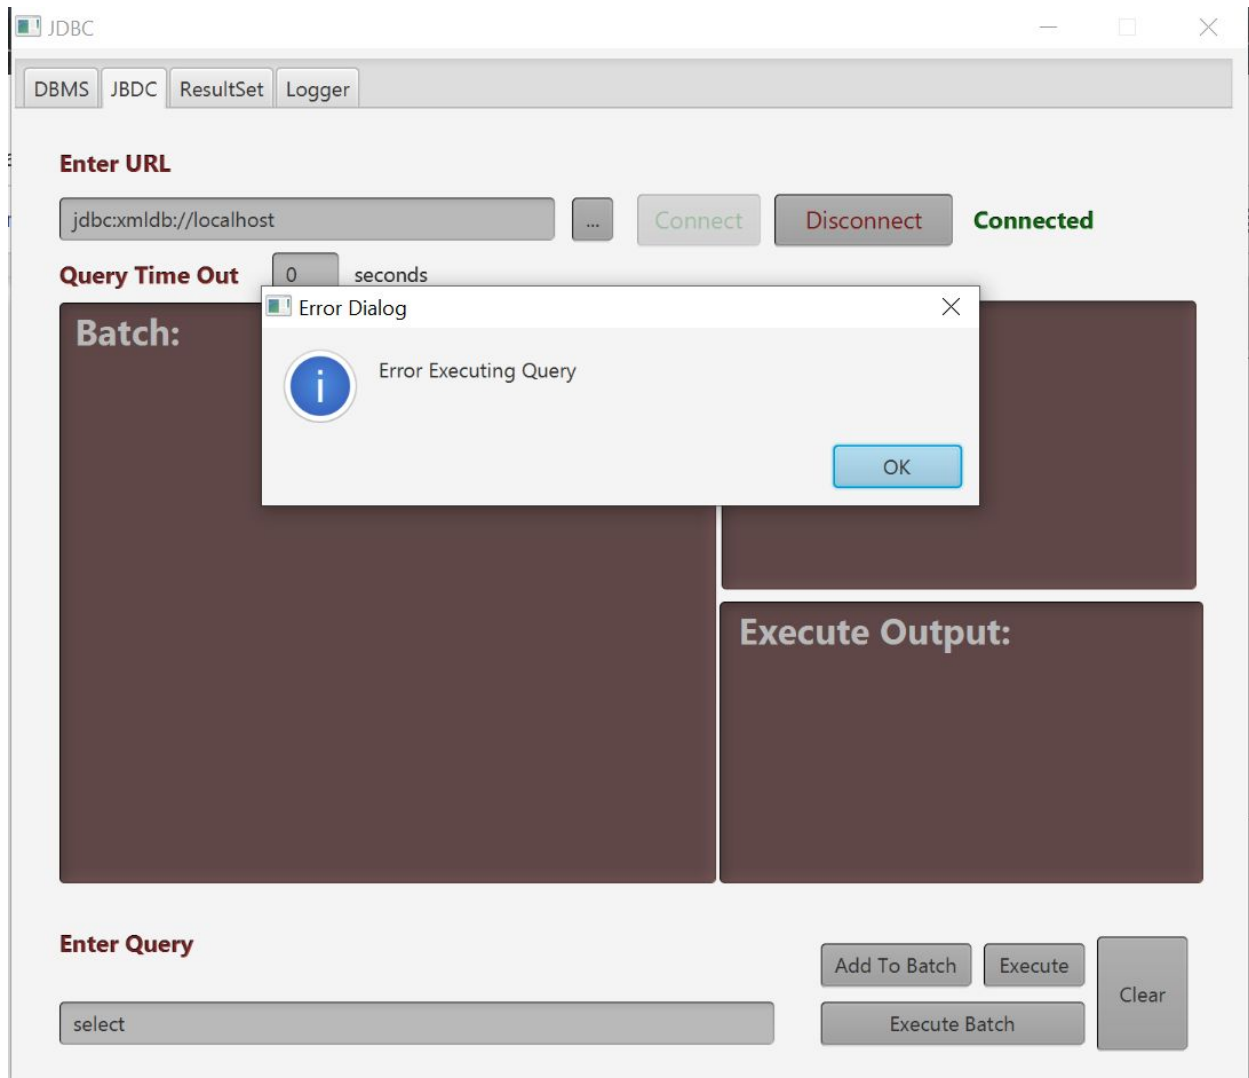 JDBC
DBMS JBDC ResultSet Logger
Enter URL
jdbc:xmldb://localhost ... Connect Disconnect Connected
Query Time Out 0 seconds
Error Dialog
Batch:
Error Executing Query
OK
Execute Output:
Enter Query
Add To Batch Execute
Clear
select Execute Batch